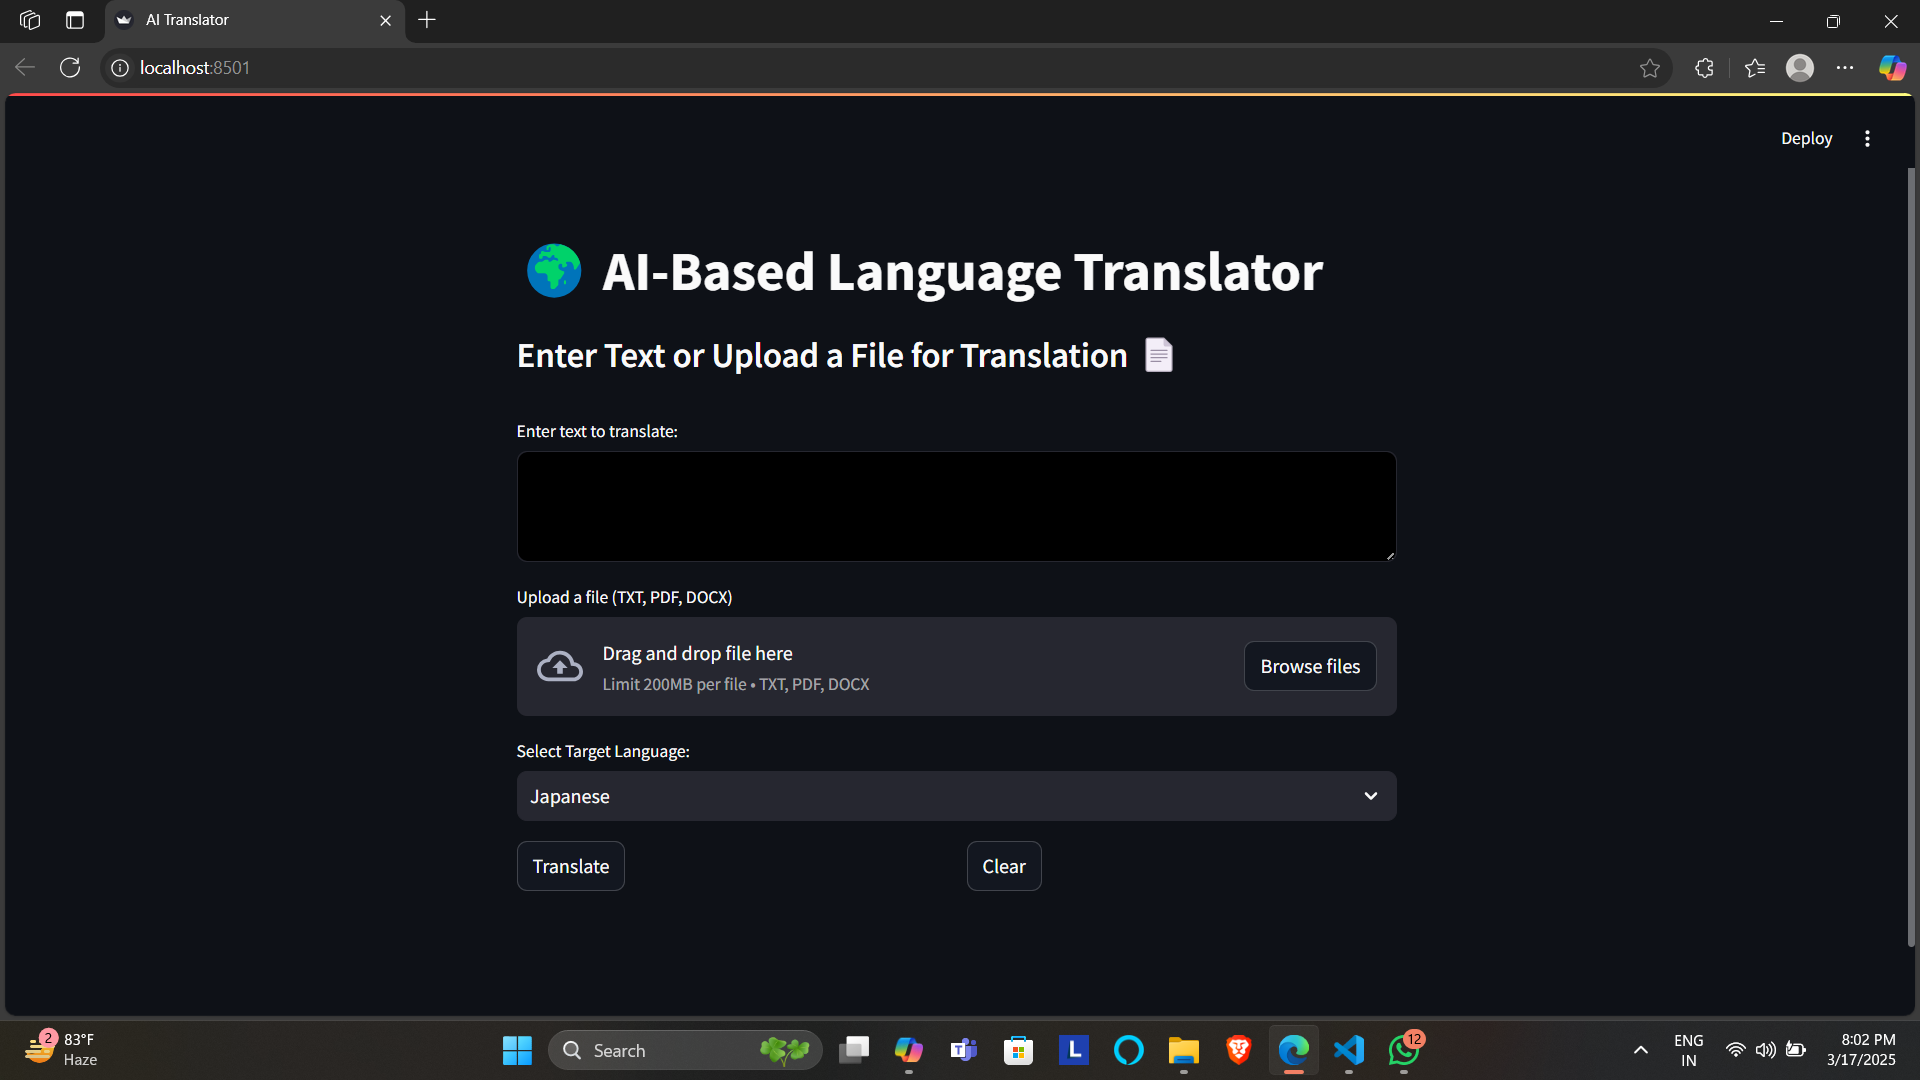 AI Translator
localhost:8501
Deploy
AI-Based Language Translator
Enter Text or Upload a File for Translation
Enter text to translate:
Upload a file (TXT, PDF, DOCX)
Drag and drop file here
Limit 200MB per file • TXT, PDF, DOCX
Browse files
Select Target Language:
Japanese
Translate
Clear
2
83°F
Haze
Search
L
T
12
ENG
IN
8:02 PM
3/17/2025